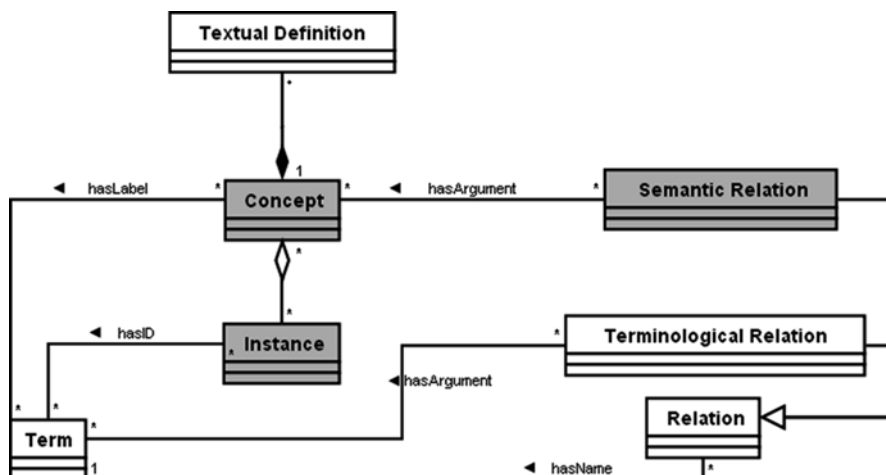 Textual Definition
*
1
◄ hasLabel
*
Concept
*
◄ hasArgument
*
Semantic Relation
*
*
◄ hasID
*
Instance
*
Terminological Relation
◄ hasArgument
*
*
Term
*
1
Relation
◄ hasName
*